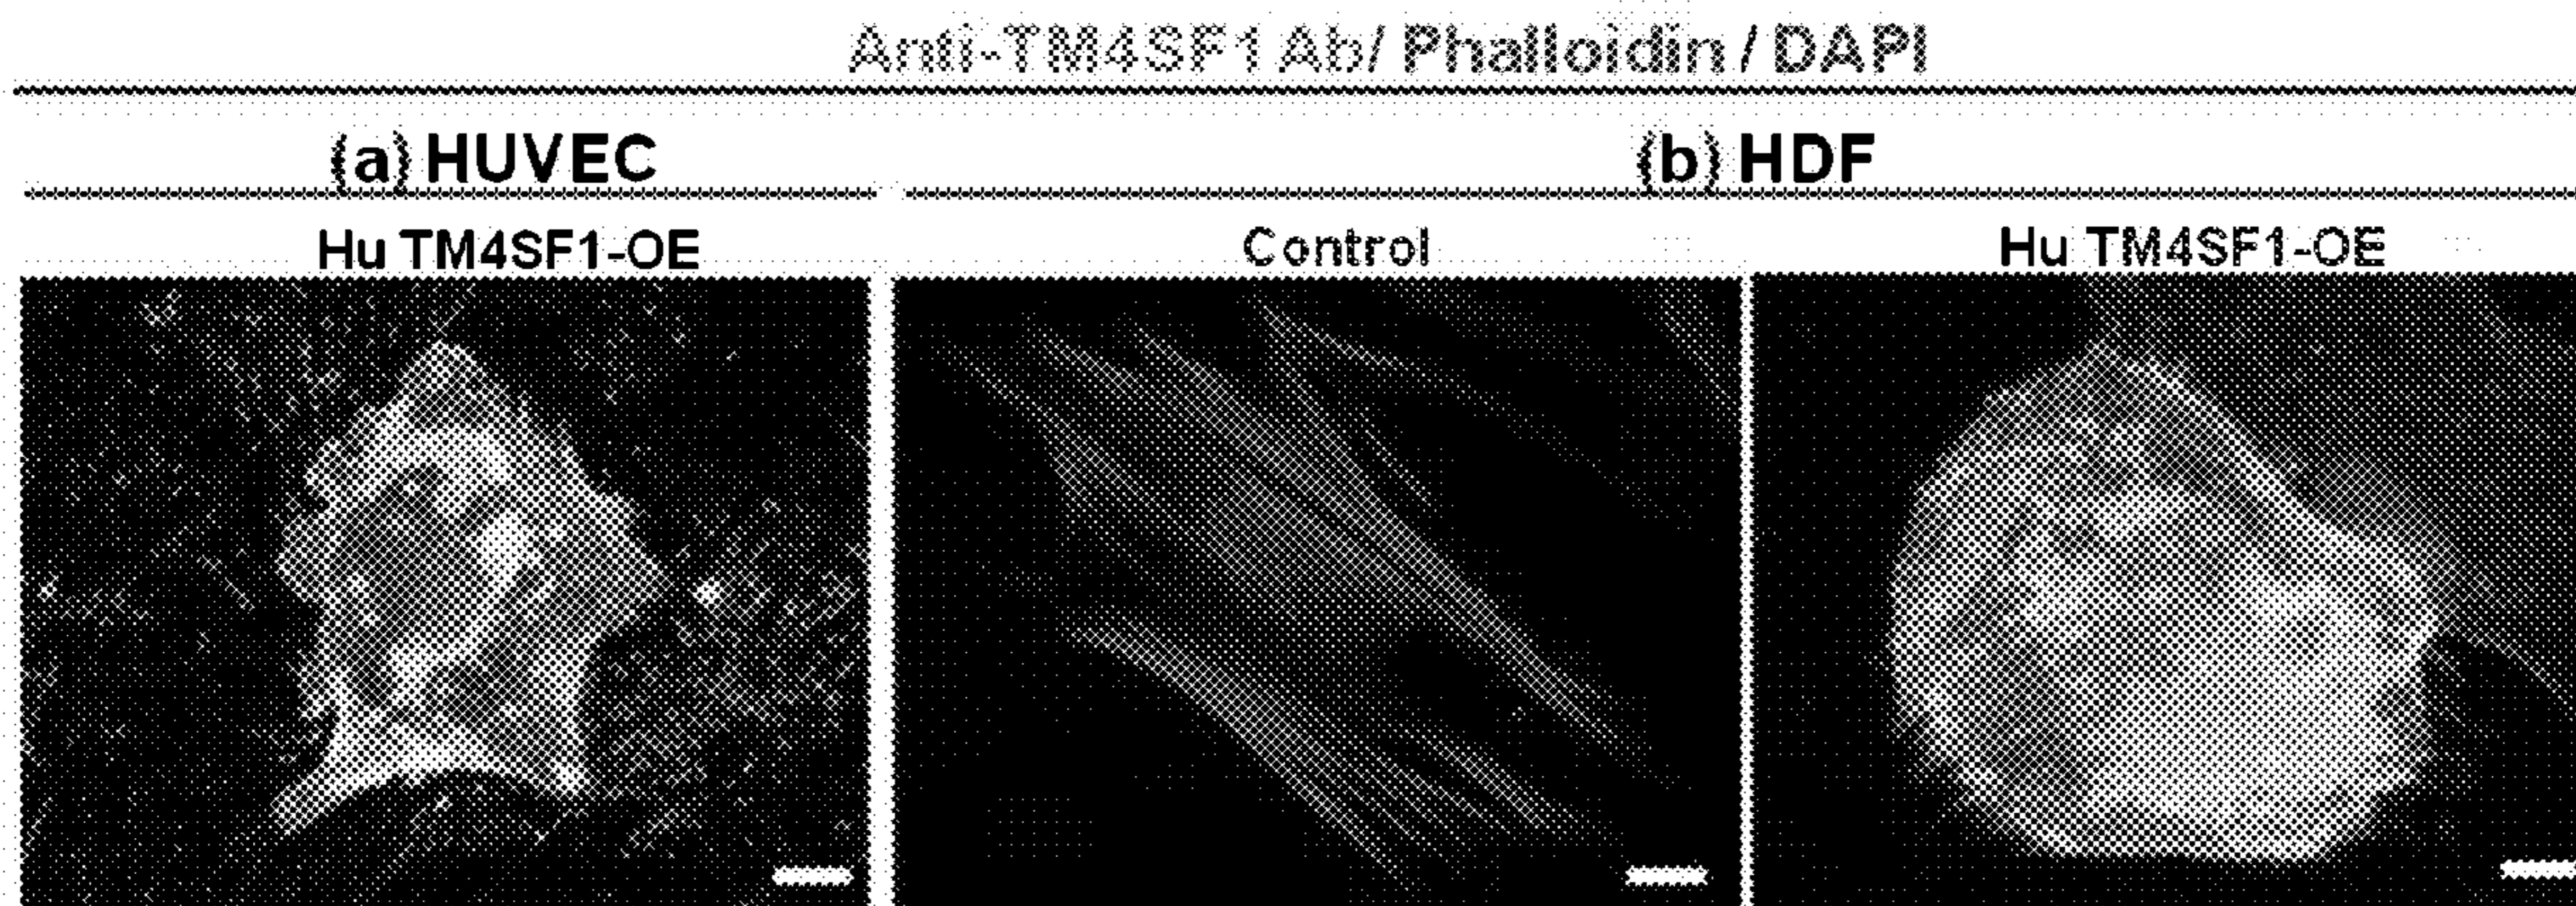 Anti-TM4SF1 Ab/ Phalloidin / DAPI
(a) HUVEC
(b) HDF
Hu TM4SF1-OE
Control
Hu TM4SF1-OE